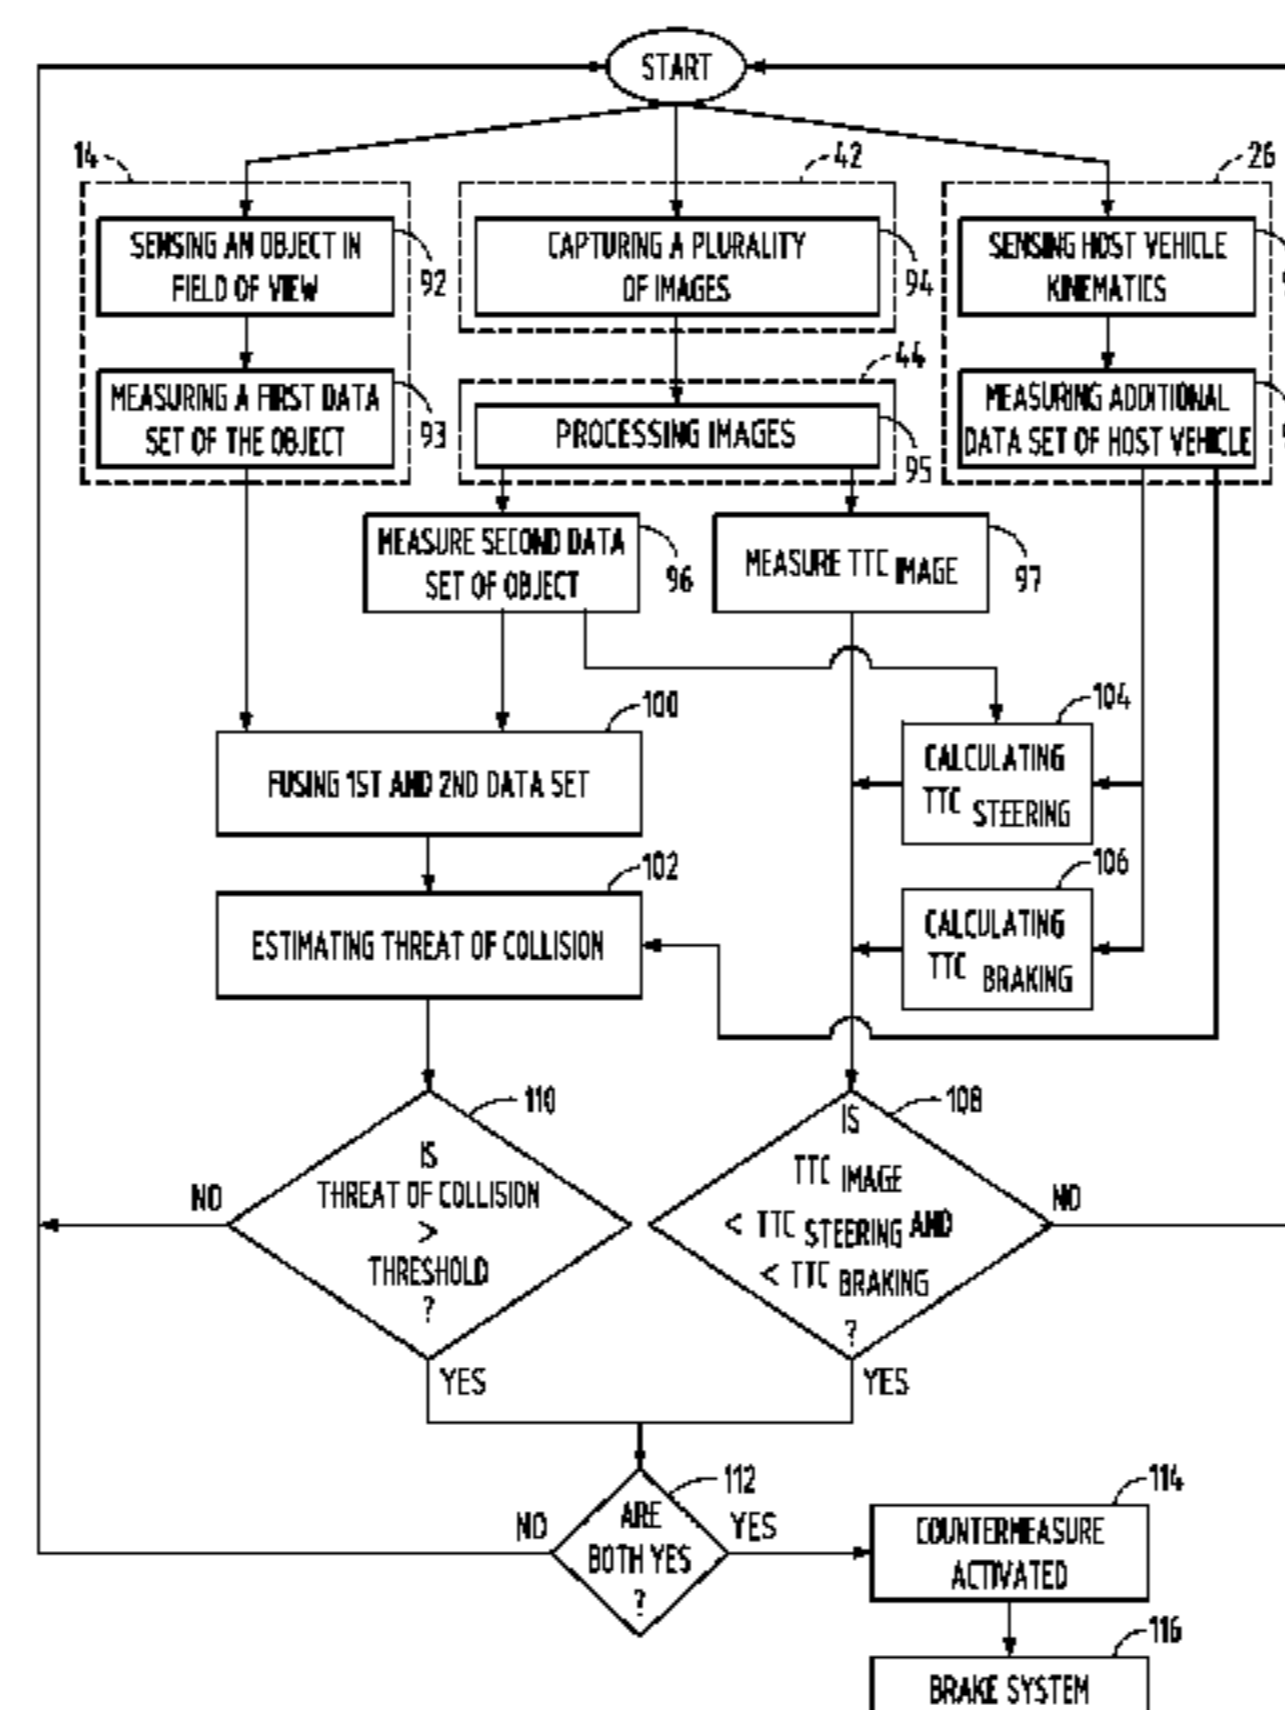 START
14
42
26
SENSING AN OBJECT IN
FIELD OF VIEW
92
CAPTURING A PLURALITY
OF IMAGES
94
SENSING HOST VEHICLE
KINEMATICS
44
MEASURING A FIRST DATA
SET OF THE OBJECT
93
PROCESSING IMAGES
95
MEASURING ADDITIONAL
DATA SET OF HOST VEHICLE
MEASURE SECOND DATA
SET OF OBJECT
96
MEASURE TTC IMAGE
97
100
FUSING 1ST AND 2ND DATA SET
104
CALCULATING
TTC STEERING
102
ESTIMATING THREAT OF COLLISION
106
CALCULATING
TTC BRAKING
110
IS
THREAT OF COLLISION
>
THRESHOLD
?
NO
YES
108
IS
TTC IMAGE
< TTC STEERING AND
< TTC BRAKING
?
NO
YES
112
ARE
BOTH YES
?
NO
YES
114
COUNTERMEASURE
ACTIVATED
116
BRAKE SYSTEM